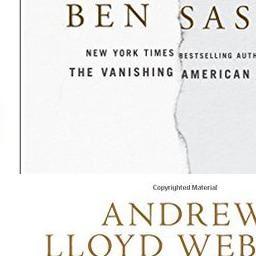 BEN SAS
NEW YORK TIMES BESTSELLING AUTH
THE VANISHING AMERICAN
Copyrighted Material
ANDREW
LLOYD WEB